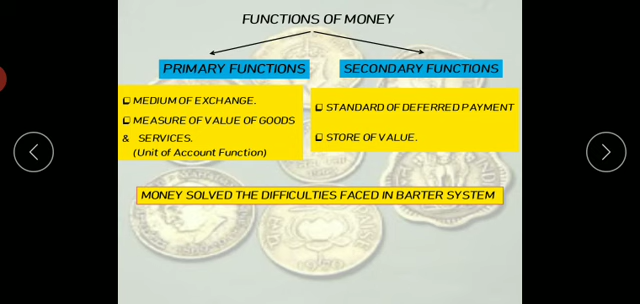 FUNCTIONS OF MONEY
PRIMARY FUNCTIONS
SECONDARY FUNCTIONS
MEDIUM OF EXCHANGE.
MEASURE OF VALUE OF GOODS
& SERVICES.
(Unit of Account Function)
STANDARD OF DEFERRED PAYMENT
STORE OF VALUE.
MONEY SOLVED THE DIFFICULTIES FACED IN BARTER SYSTEM